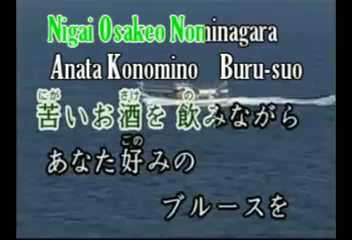 Nigai Osakeo Nominagara
Anata Konomino Buru-suo
にが さけ の
苦いお酒を 飲みながら
この
あなた好みの
ブルースを